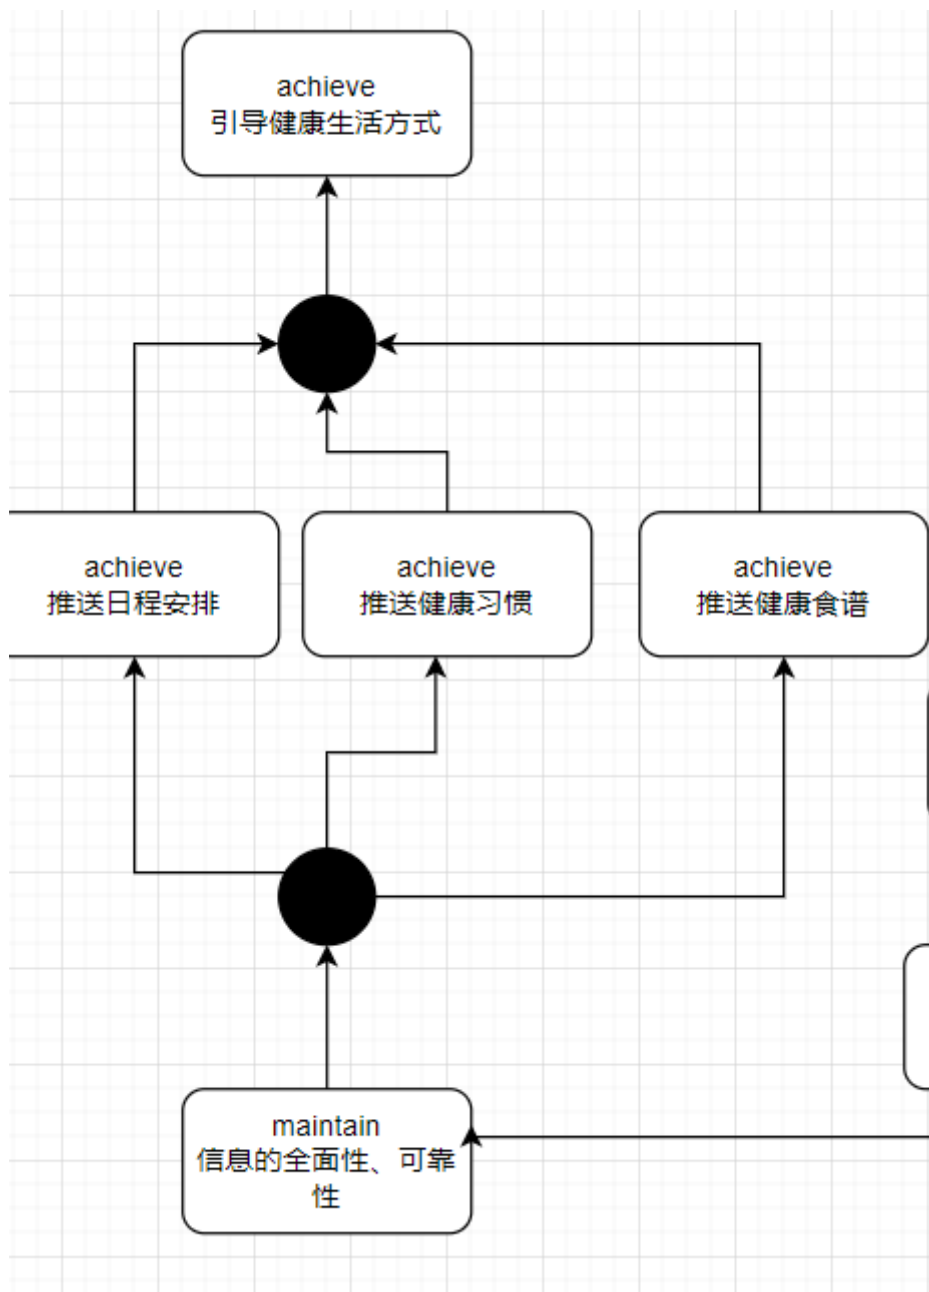 achieve
引导健康生活方式
achieve
推送日程安排
achieve
推送健康习惯
achieve
推送健康食谱
maintain
信息的全面性、可靠
性